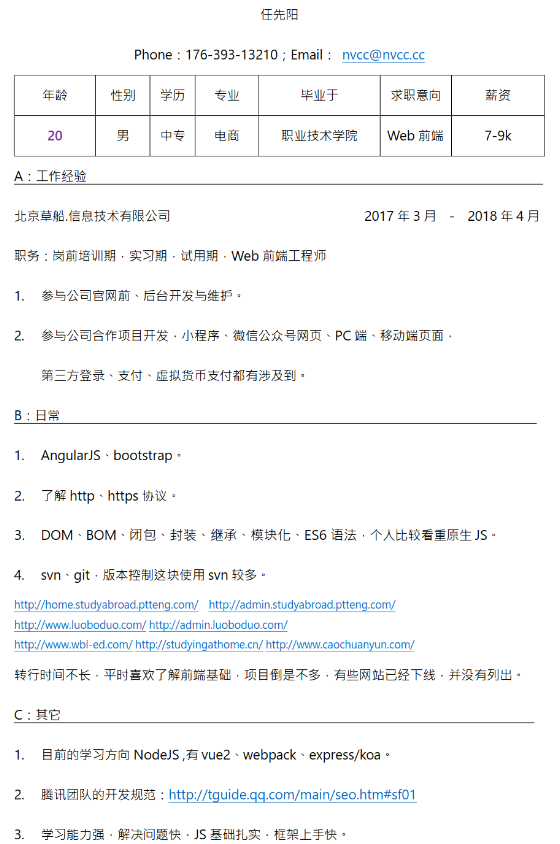 任先阳
Phone：176-393-13210；Email： nvcc@nvcc.cc
年龄 性别 学历 专业 毕业于 求职意向 薪资
20 男 中专 电商 职业技术学院 Web 前端 7-9k
A：工作经验
北京草船.信息技术有限公司 2017 年 3 月 - 2018 年 4 月
职务：岗前培训期，实习期，试用期，Web 前端工程师
1. 参与公司官网前、后台开发与维护。
2. 参与公司合作项目开发，小程序、微信公众号网页、PC 端、移动端页面，
第三方登录、支付、虚拟货币支付都有涉及到。
B：日常
1. AngularJS、bootstrap。
2. 了解 http、https 协议。
3. DOM、BOM、闭包、封装、继承、模块化、ES6 语法，个人比较看重原生 JS。
4. svn、git，版本控制这块使用 svn 较多。
http://home.studyabroad.ptteng.com/ http://admin.studyabroad.ptteng.com/
http://www.luoboduo.com/ http://admin.luoboduo.com/
http://www.wbl-ed.com/ http://studyingathome.cn/ http://www.caochuanyun.com/
转行时间不长，平时喜欢了解前端基础，项目倒是不多，有些网站已经下线，并没有列出。
C：其它
1. 目前的学习方向 NodeJS ,有 vue2、webpack、express/koa。
2. 腾讯团队的开发规范：http://tguide.qq.com/main/seo.htm#sf01
3. 学习能力强，解决问题快，JS 基础扎实，框架上手快。